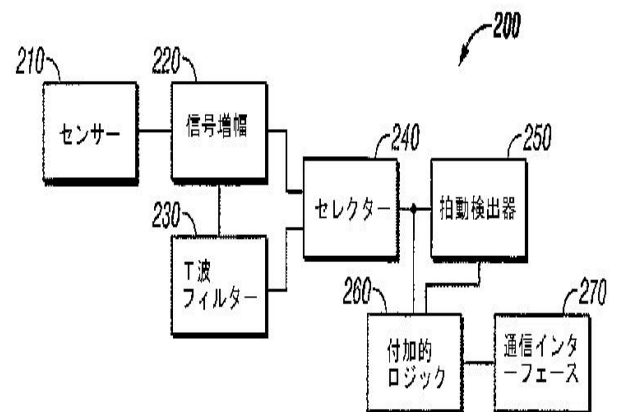 200
210
220
センサー
信号増幅
240
250
セレクター
拍動検出器
230
T波
フィルター
260
270
付加的
ロジック
通信インタ
ーフェース